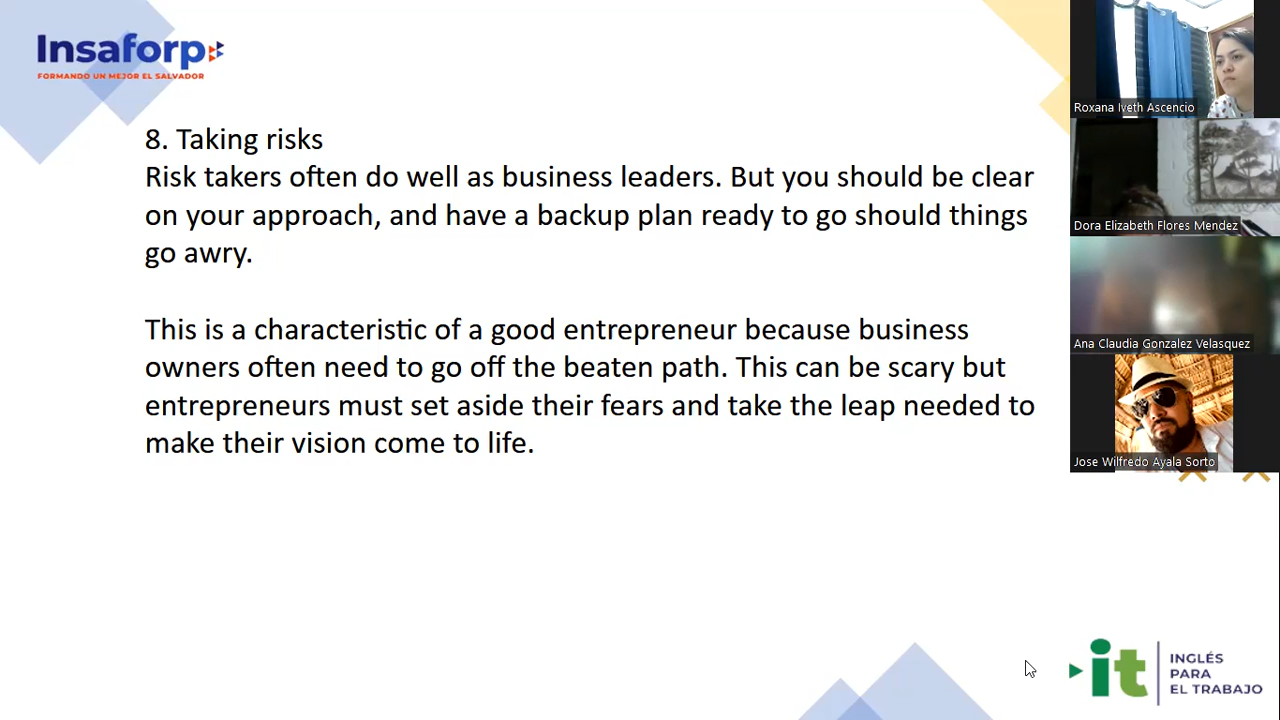 Insaforp
FORMANDO UN MEJOR EL SALVADOR
8. Taking risks
Risk takers often do well as business leaders. But you should be clear
on your approach, and have a backup plan ready to go should things
go awry.
This is a characteristic of a good entrepreneur because business
owners often need to go off the beaten path. This can be scary but
entrepreneurs must set aside their fears and take the leap needed to
make their vision come to life.
Roxana Iveth Ascencio
Dora Elizabeth Flores Mendez
Ana Claudia Gonzalez Velasquez
Jose Wilfredo Ayala Sorto
it
INGLÉS
PARA
EL TRABAJO